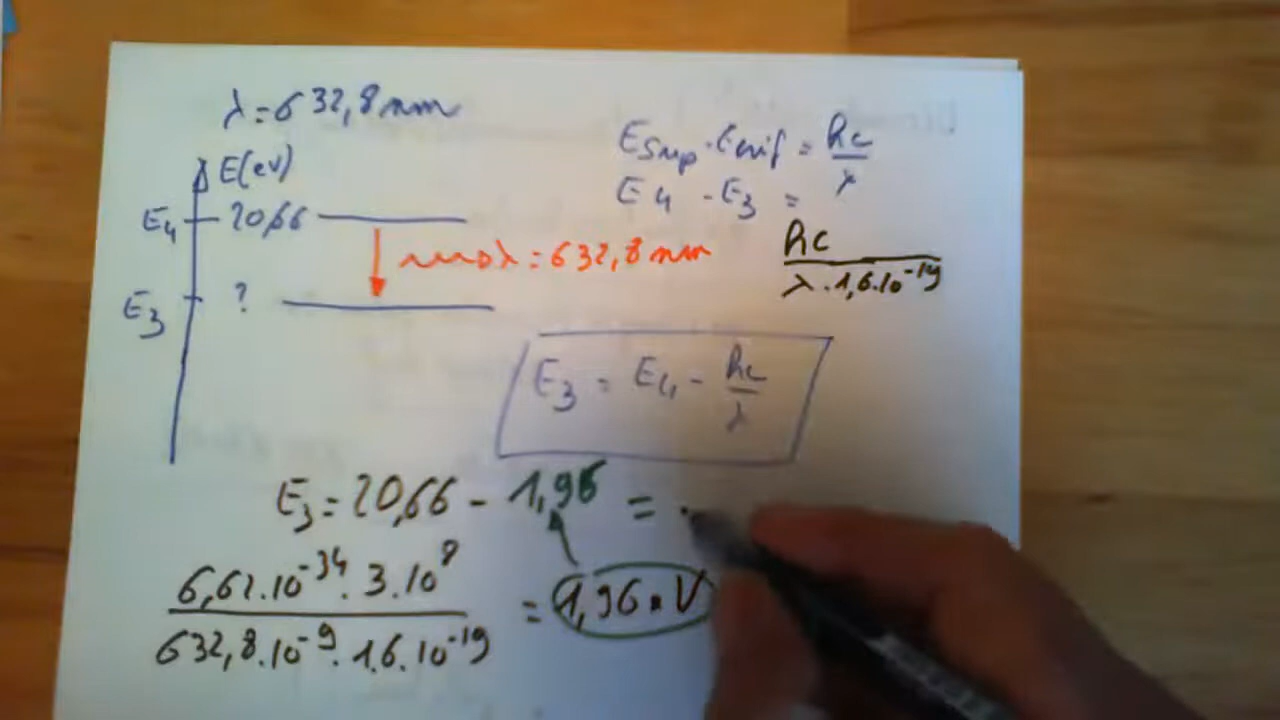 λ = 632,8 nm
E(eV)
E4 20,66
λ = 632,8 nm
E3 ?
Esup - Einf = hc/λ
E4 - E3 =
hc
λ . 1,6.10^-19
E3 = E4 - hc/λ
E3 = 20,66 - 1,96 =
6,62.10^-34 . 3.10^8
632,8.10^-9 . 1,6.10^-19
= 1,96 eV